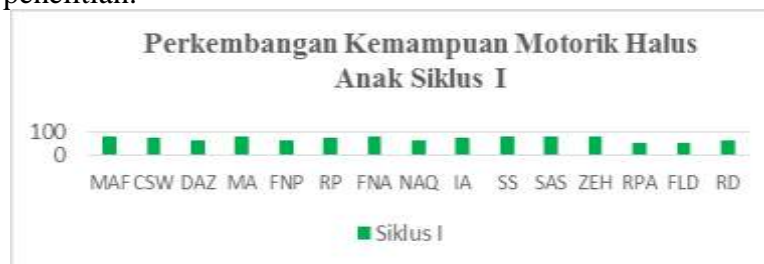 penelitian.
Perkembangan Kemampuan Motorik Halus
Anak Siklus I
100
0
MAF CSW DAZ MA FNP RP FNA NAQ IA SS SAS ZEH RPA FLD RD
Siklus I